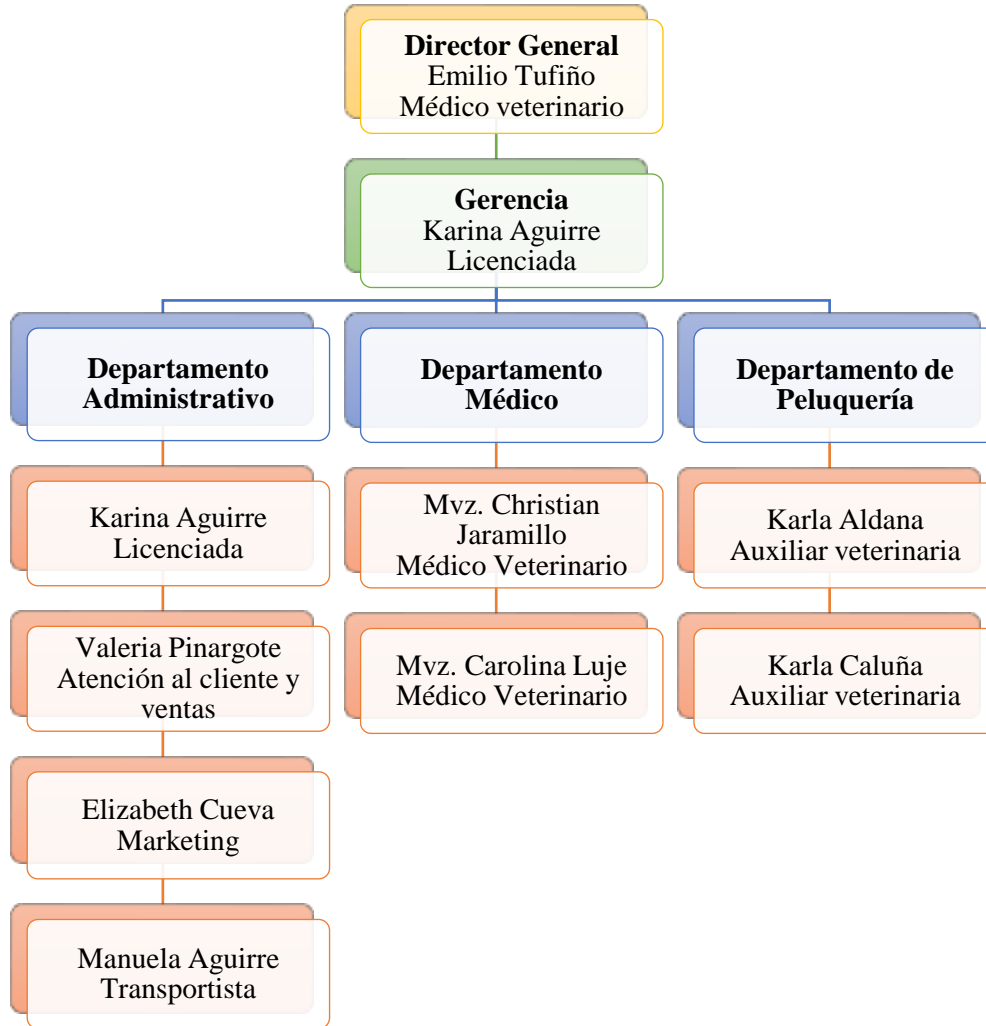 Director General
Emilio Tufiño
Médico veterinario
Gerencia
Karina Aguirre
Licenciada
Departamento
Administrativo
Departamento
Médico
Departamento de
Peluquería
Karina Aguirre
Licenciada
Mvz. Christian
Jaramillo
Médico Veterinario
Karla Aldana
Auxiliar veterinaria
Valeria Pinargote
Atención al cliente y
ventas
Mvz. Carolina Luje
Médico Veterinario
Karla Caluña
Auxiliar veterinaria
Elizabeth Cueva
Marketing
Manuela Aguirre
Transportista